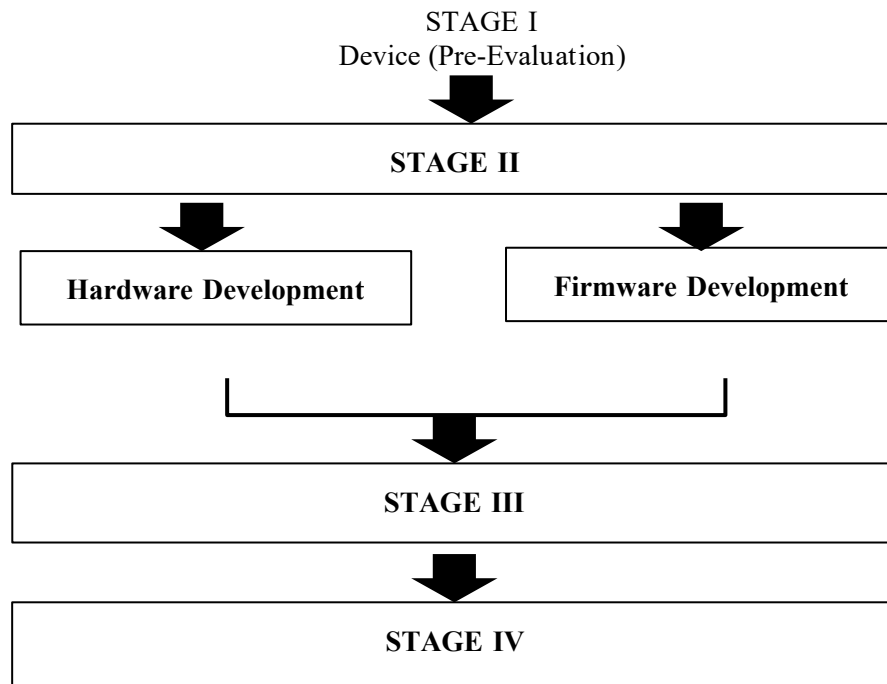 STAGE I
Device (Pre-Evaluation)
STAGE II
Hardware Development
Firmware Development
STAGE III
STAGE IV